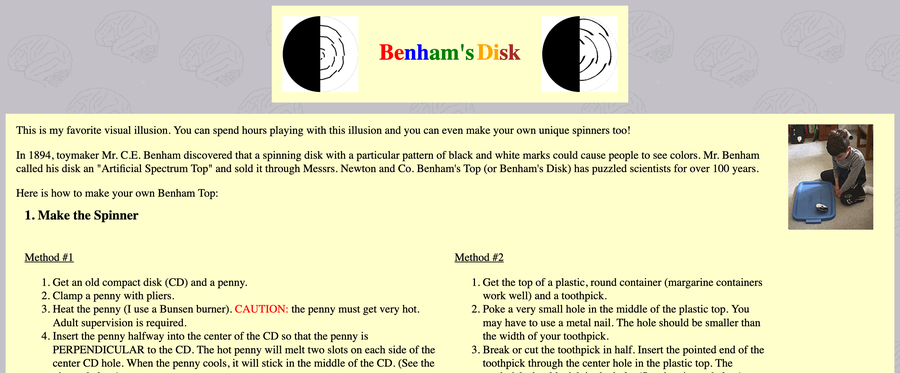 Benham's Disk
This is my favorite visual illusion. You can spend hours playing with this illusion and you can even make your own unique spinners too!
In 1894, toymaker Mr. C.E. Benham discovered that a spinning disk with a particular pattern of black and white marks could cause people to see colors. Mr. Benham
called his disk an "Artificial Spectrum Top" and sold it through Messrs. Newton and Co. Benham's Top (or Benham's Disk) has puzzled scientists for over 100 years.
Here is how to make your own Benham Top:
1. Make the Spinner
Method #1
1. Get an old compact disk (CD) and a penny.
2. Clamp a penny with pliers.
3. Heat the penny (I use a Bunsen burner). CAUTION: the penny must get very hot.
Adult supervision is required.
4. Insert the penny halfway into the center of the CD so that the penny is
PERPENDICULAR to the CD. The hot penny will melt two slots on each side of the
center CD hole. When the penny cools, it will stick in the middle of the CD. (See the
Method #2
1. Get the top of a plastic, round container (margarine containers
work well) and a toothpick.
2. Poke a very small hole in the middle of the plastic top. You
may have to use a metal nail. The hole should be smaller than
the width of your toothpick.
3. Break or cut the toothpick in half. Insert the pointed end of the
toothpick through the center hole in the plastic top. The